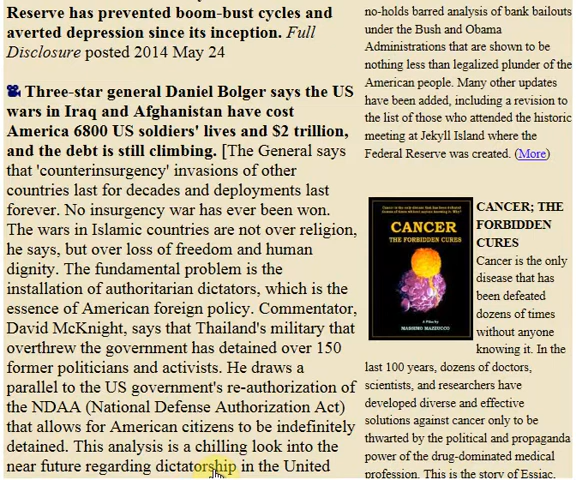 Reserve has prevented boom-bust cycles and
averted depression since its inception. Full
Disclosure posted 2014 May 24
Three-star general Daniel Bolger says the US
wars in Iraq and Afghanistan have cost
America 6800 US soldiers' lives and $2 trillion,
and the debt is still climbing. [The General says
that 'counterinsurgency' invasions of other
countries last for decades and deployments last
forever. No insurgency war has ever been won.
The wars in Islamic countries are not over religion,
he says, but over loss of freedom and human
dignity. The fundamental problem is the
installation of authoritarian dictators, which is the
essence of American foreign policy. Commentator,
David McKnight, says that Thailand's military that
overthrew the government has detained over 150
former politicians and activists. He draws a
parallel to the US government's re-authorization of
the NDAA (National Defense Authorization Act)
that allows for American citizens to be indefinitely
detained. This analysis is a chilling look into the
near future regarding dictatorship in the United
no-holds barred analysis of bank bailouts
under the Bush and Obama
Administrations that are shown to be
nothing less than legalized plunder of the
American people. Many other updates
have been added, including a revision to
the list of those who attended the historic
meeting at Jekyll Island where the
Federal Reserve was created. (More)
CANCER
THE FORBIDDEN CURES
A Film by
MASSIMO MAZZUCCO
CANCER; THE
FORBIDDEN
CURES
Cancer is the only
disease that has
been defeated
dozens of times
without anyone
knowing it. In the
last 100 years, dozens of doctors,
scientists, and researchers have
developed diverse and effective
solutions against cancer only to be
thwarted by the political and propaganda
power of the drug-dominated medical
profession. This is the story of Essiac,